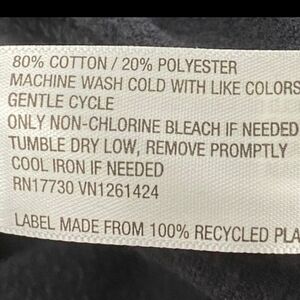 80% COTTON / 20% POLYESTER
MACHINE WASH COLD WITH LIKE COLORS
GENTLE CYCLE
ONLY NON-CHLORINE BLEACH IF NEEDED
TUMBLE DRY LOW, REMOVE PROMPTLY
COOL IRON IF NEEDED
RN17730 VN1261424
LABEL MADE FROM 100% RECYCLED PLA